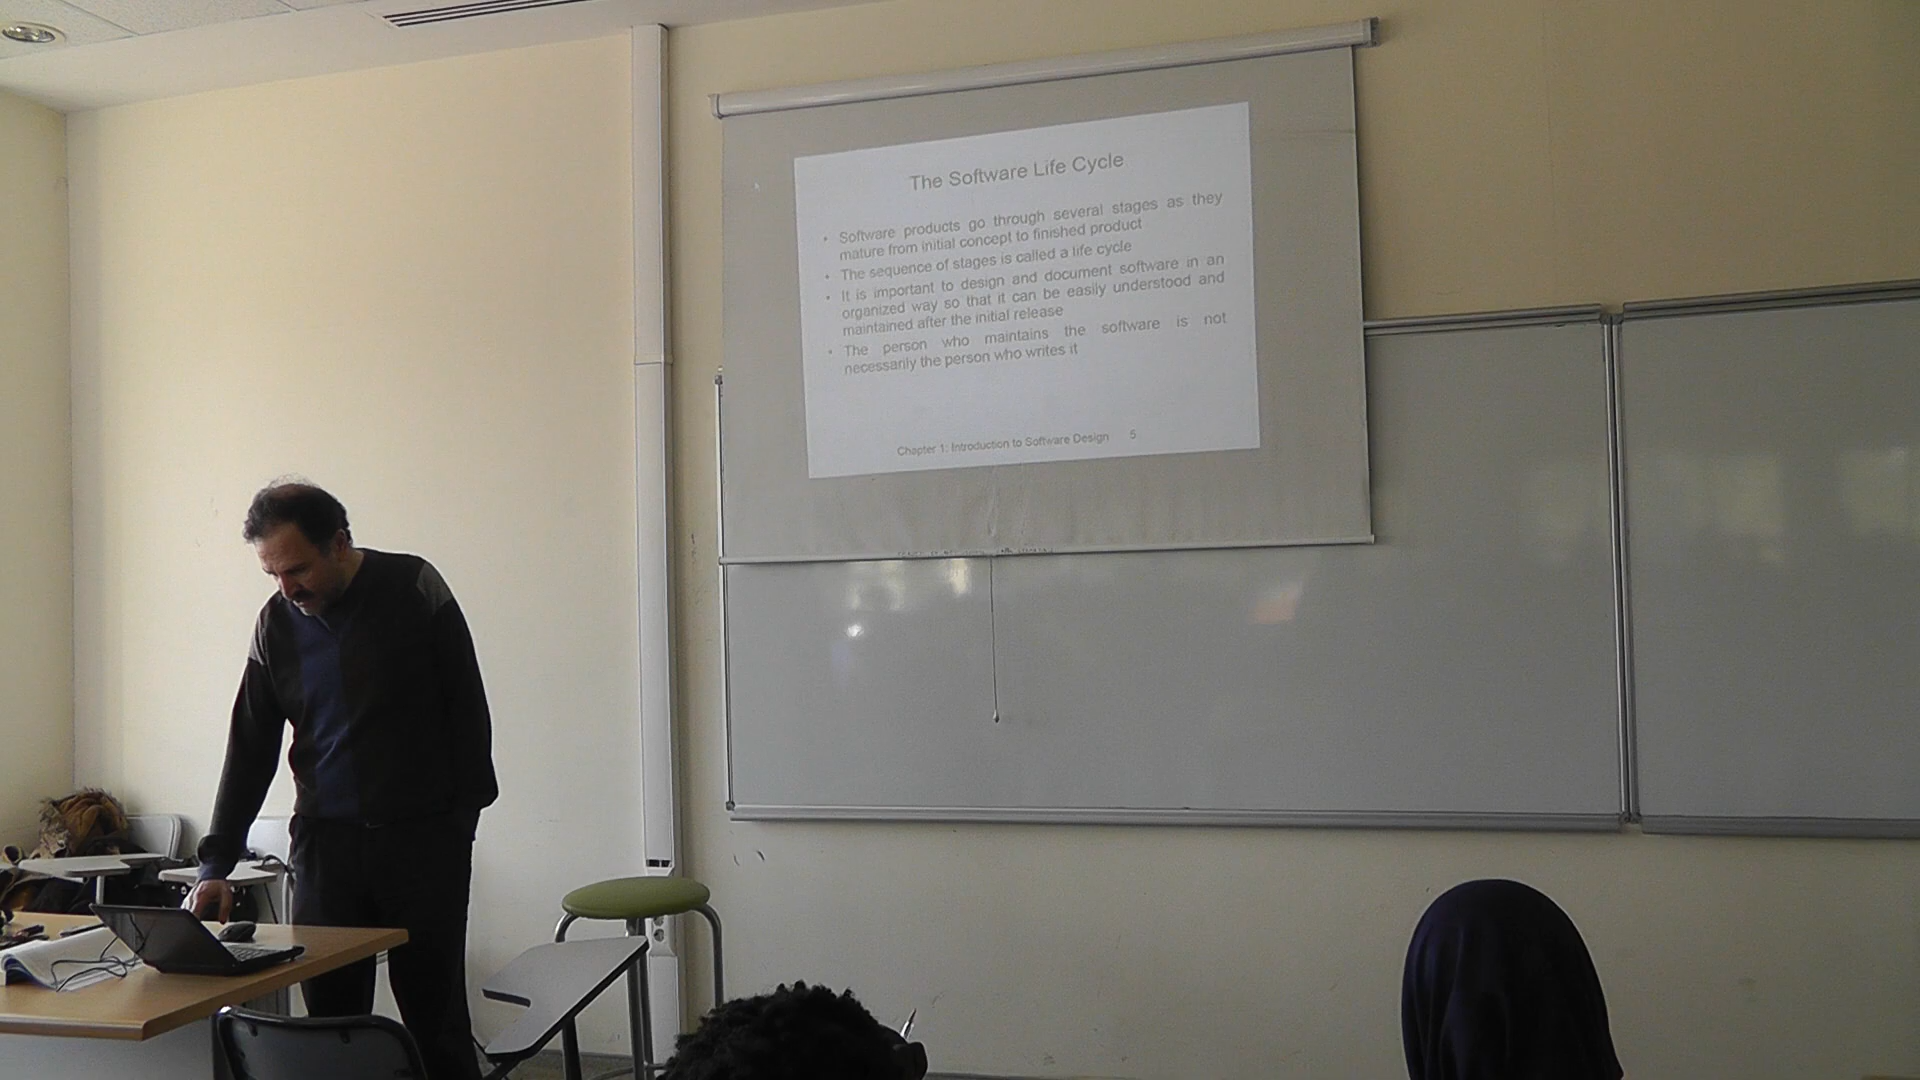 The Software Life Cycle
• Software products go through several stages as they
mature from initial concept to finished product
• The sequence of stages is called a life cycle
• It is important to design and document software in an
organized way so that it can be easily understood and
maintained after the initial release
• The person who maintains the software is not
necessarily the person who writes it
Chapter 1: Introduction to Software Design 5